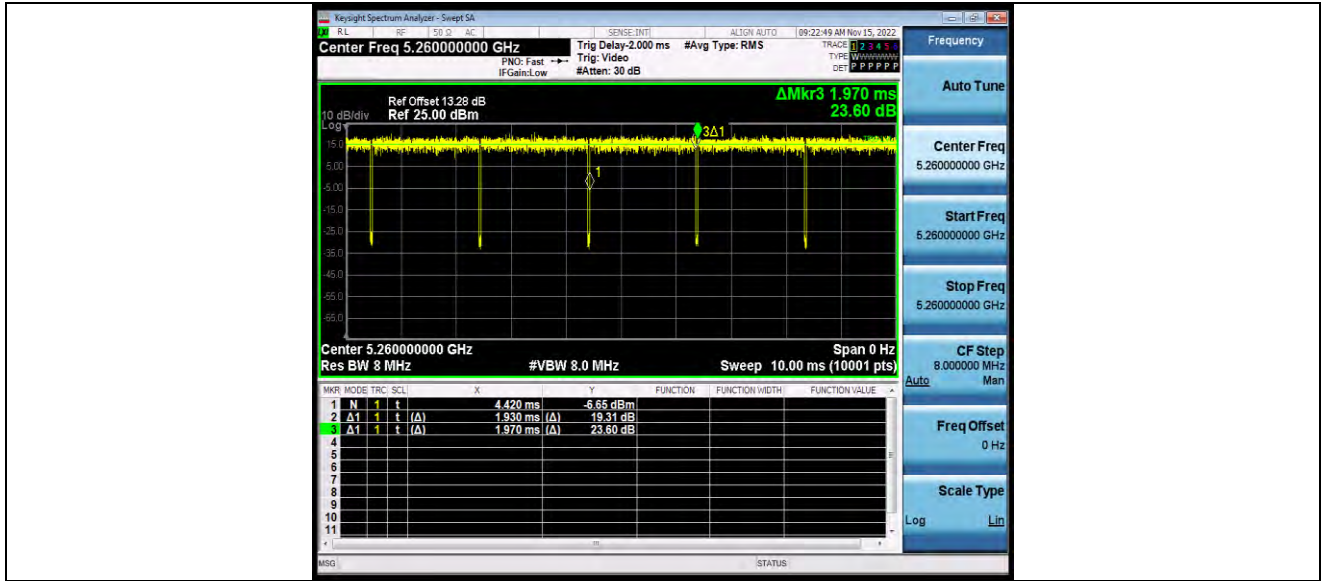 Keysight Spectrum Analyzer - Swept SA
RL RF 50 Ω AC SENSE:INT ALIGN AUTO 09:22:49 AM Nov 15, 2022
Center Freq 5.260000000 GHz
PNO: Fast
IFGain:Low
Trig Delay-2.000 ms
Trig: Video
#Atten: 30 dB
#Avg Type: RMS
TRACE 1 2 3 4 5 6
TYPE WWWWWW
DET P P P P P P
ΔMkr3 1.970 ms
23.60 dB
Ref Offset 13.28 dB
10 dB/div Ref 25.00 dBm
Log
15.0
5.00
-5.00
-15.0
-25.0
-35.0
-45.0
-55.0
-65.0
3Δ1
1
Center 5.260000000 GHz Span 0 Hz
Res BW 8 MHz #VBW 8.0 MHz Sweep 10.00 ms (10001 pts)
MKR MODE TRC SCL X Y FUNCTION FUNCTION WIDTH FUNCTION VALUE
1 N 1 t 4.420 ms -6.65 dBm
2 Δ1 1 t (Δ) 1.930 ms (Δ) 19.31 dB
3 Δ1 1 t (Δ) 1.970 ms (Δ) 23.60 dB
4
5
6
7
8
9
10
11
MSG STATUS
Frequency
Auto Tune
Center Freq
5.260000000 GHz
Start Freq
5.260000000 GHz
Stop Freq
5.260000000 GHz
CF Step
8.000000 MHz
Auto Man
Freq Offset
0 Hz
Scale Type
Log Lin